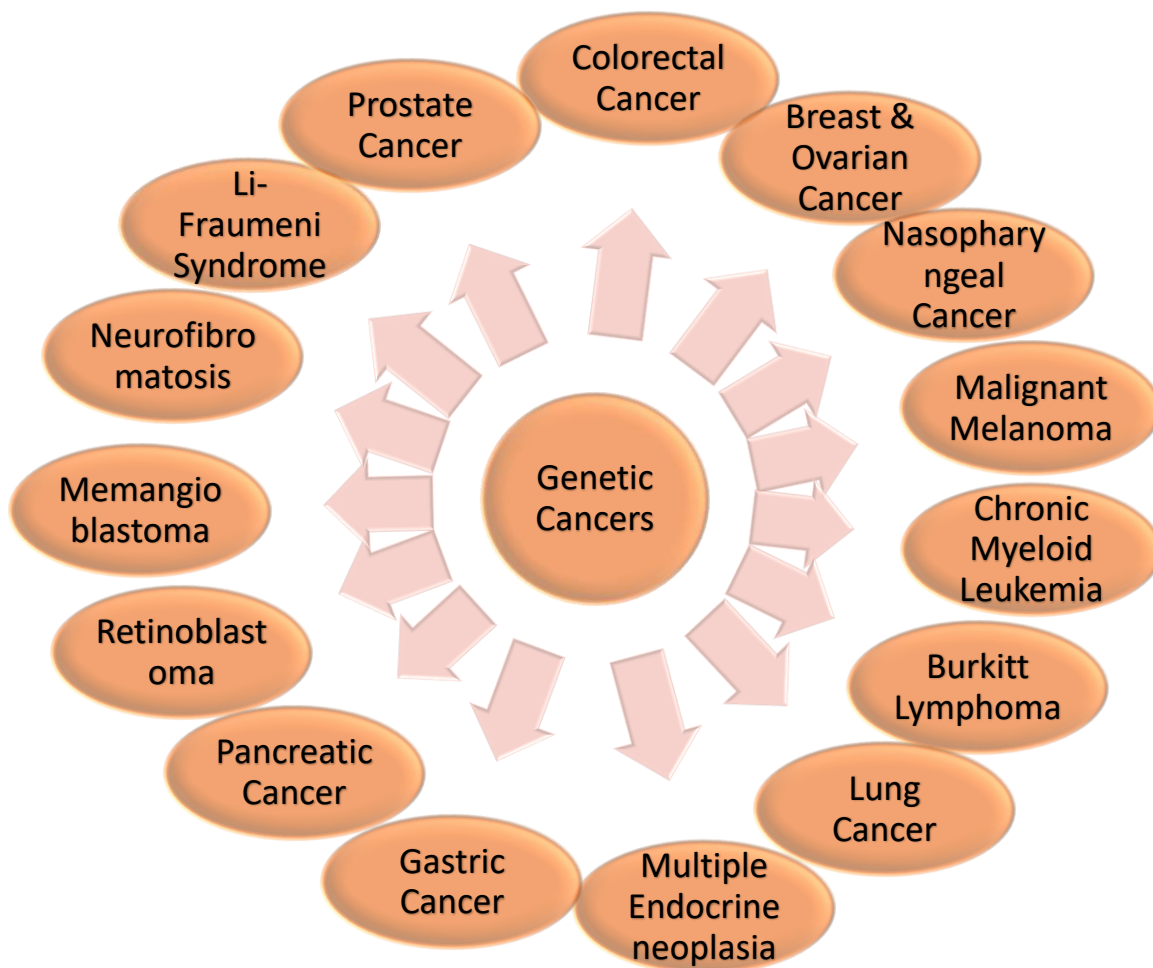 Colorectal
Cancer
Breast &
Ovarian
Cancer
Nasophary
ngeal
Cancer
Malignant
Melanoma
Chronic
Myeloid
Leukemia
Burkitt
Lymphoma
Lung
Cancer
Multiple
Endocrine
neoplasia
Gastric
Cancer
Pancreatic
Cancer
Retinoblast
oma
Memangio
blastoma
Neurofibro
matosis
Li-
Fraumeni
Syndrome
Prostate
Cancer
Genetic
Cancers